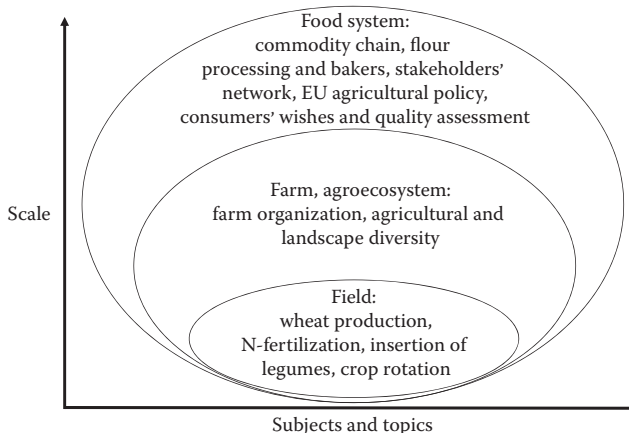 Food system:
commodity chain, flour
processing and bakers, stakeholders’
network, EU agricultural policy,
consumers’ wishes and quality assessment
Farm, agroecosystem:
farm organization, agricultural and
landscape diversity
Scale
Field:
wheat production,
N-fertilization, insertion of
legumes, crop rotation
Subjects and topics